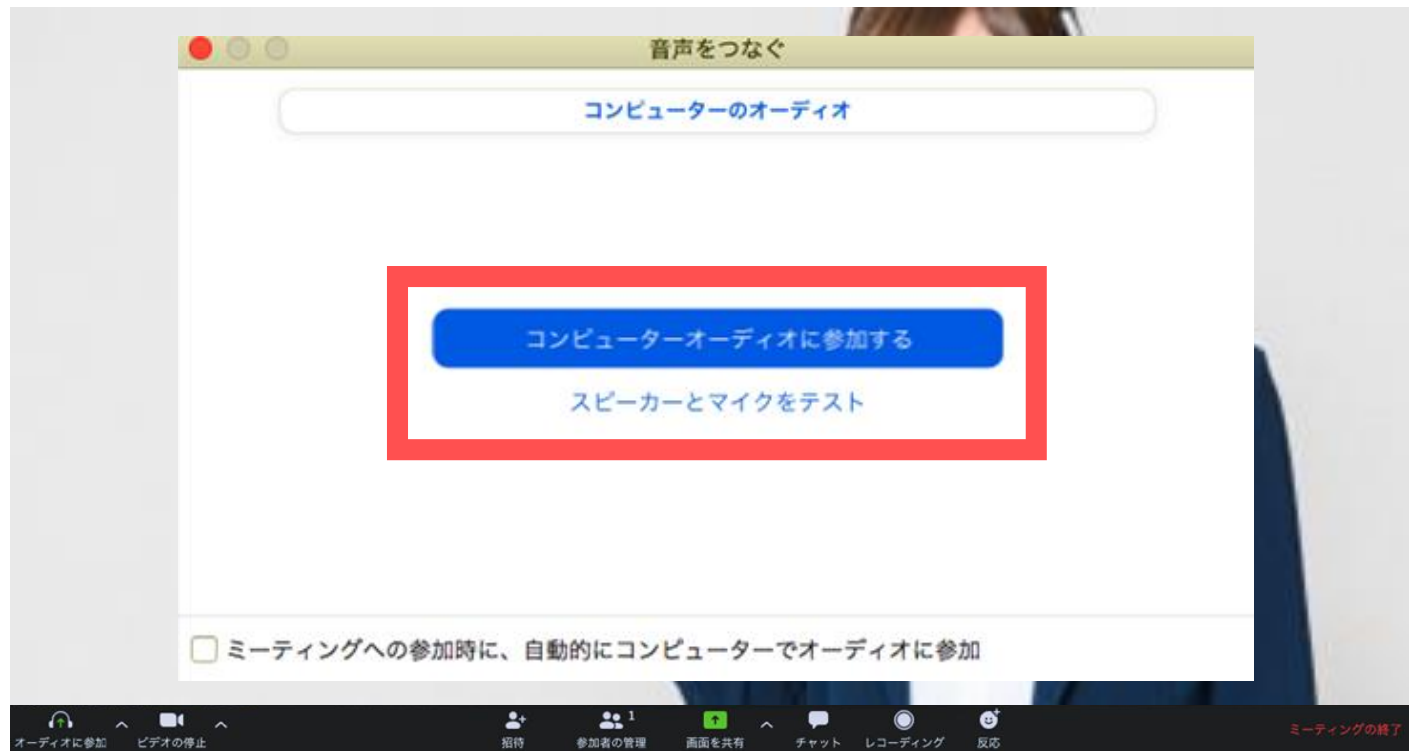 音声をつなぐ
コンピューターのオーディオ
コンピューターオーディオに参加する
スピーカーとマイクをテスト
ミーティングへの参加時に、自動的にコンピューターでオーディオに参加
オーディオに参加 ビデオの停止 招待 参加者の管理 1 画面を共有 チャット レコーディング 反応 ミーティングの終了